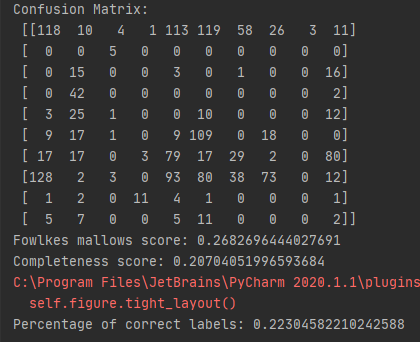 Confusion Matrix:
[[118 10 4 1 113 119 58 26 3 11]
[ 0 0 5 0 0 0 0 0 0 0]
[ 0 15 0 0 3 0 1 0 0 16]
[ 0 42 0 0 0 0 0 0 0 2]
[ 3 25 1 0 0 10 0 0 0 12]
[ 9 17 1 0 9 109 0 18 0 0]
[ 17 17 0 3 79 17 29 2 0 80]
[128 2 3 0 93 80 38 73 0 12]
[ 1 2 0 11 4 1 0 0 0 1]
[ 5 7 0 0 5 11 0 0 0 2]]
Fowlkes mallows score: 0.2682696444027691
Completeness score: 0.20704051996593684
C:\Program Files\JetBrains\PyCharm 2020.1.1\plugins
self.figure.tight_layout()
Percentage of correct labels: 0.22304582210242588